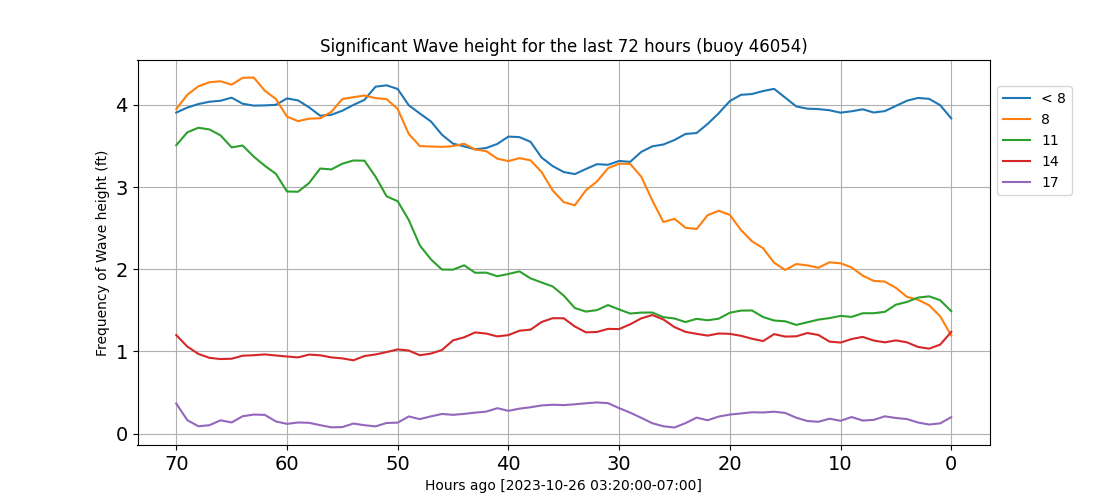 Significant Wave height for the last 72 hours (buoy 46054)
Frequency of Wave height (ft)
4
3
2
1
0
70 60 50 40 30 20 10 0
Hours ago [2023-10-26 03:20:00-07:00]
< 8
8
11
14
17